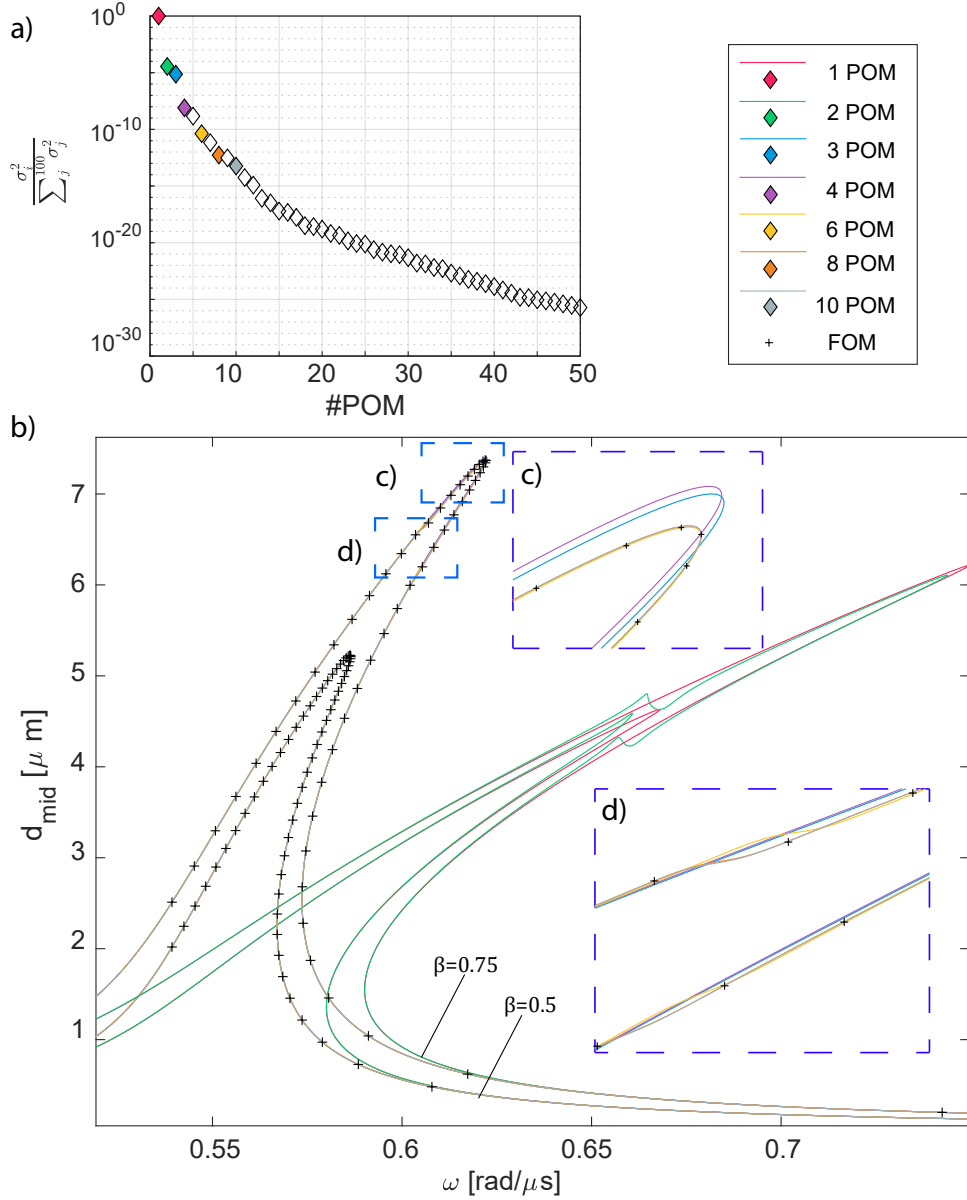 a)
10^0
10^-10
10^-20
10^-30
σ_i^2 / ∑_j^100 σ_j^2
0 10 20 30 40 50
#POM
1 POM
2 POM
3 POM
4 POM
6 POM
8 POM
10 POM
FOM
b)
c)
c)
d)
d)
7
6
5
4
3
2
1
d_mid [μ m]
β=0.75
β=0.5
0.55 0.6 0.65 0.7
ω [rad/μs]